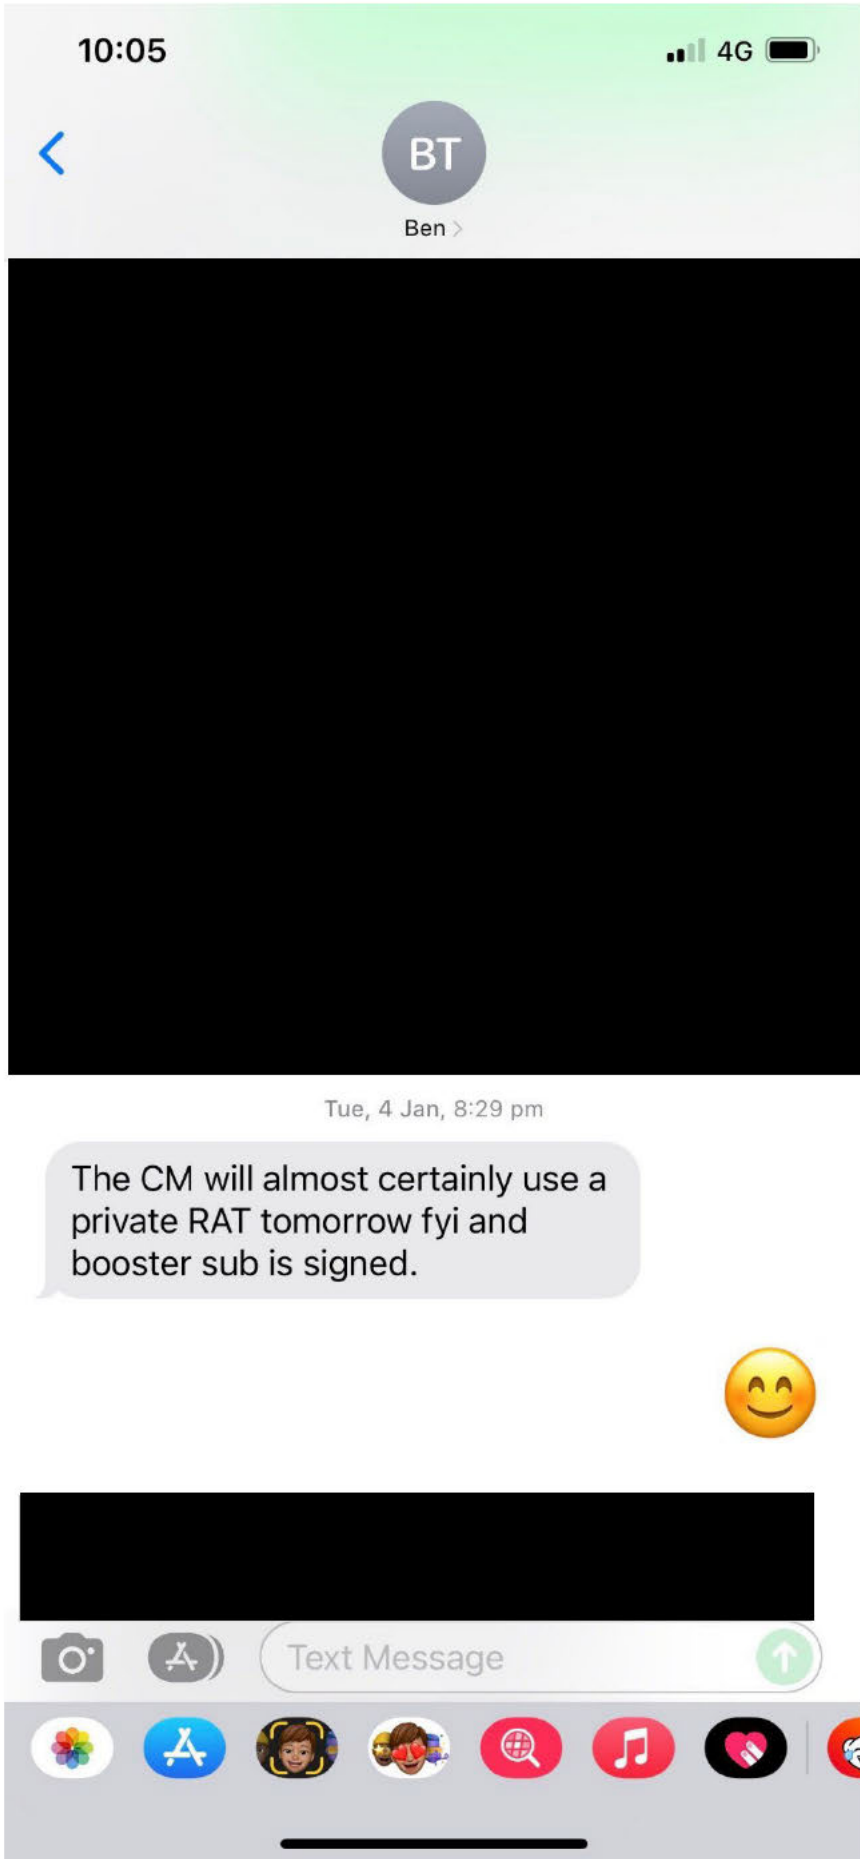 10:05
4G
BT
Ben
Tue, 4 Jan, 8:29 pm
The CM will almost certainly use a
private RAT tomorrow fyi and
booster sub is signed.
Text Message